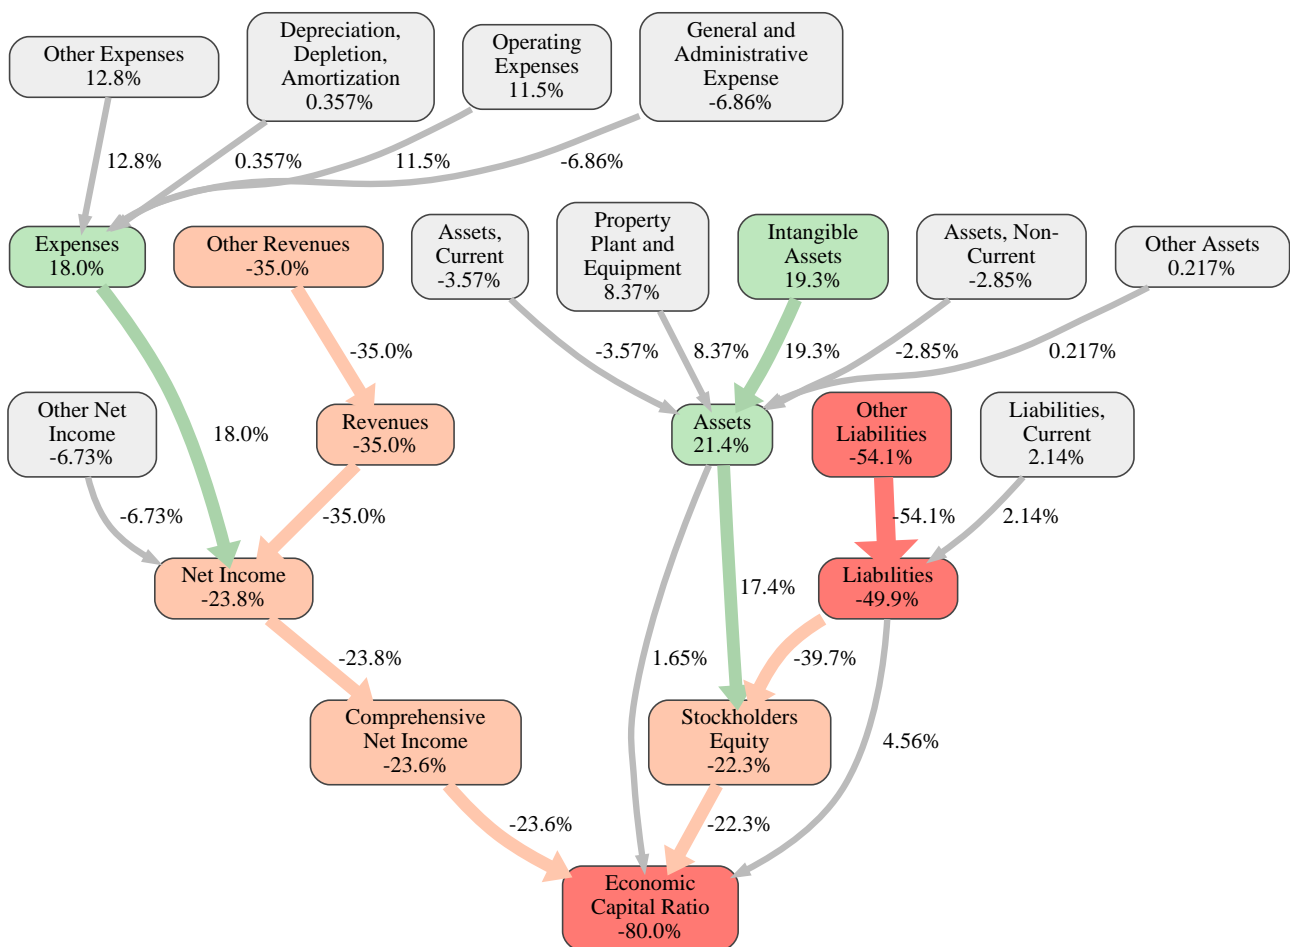 Other Expenses
12.8%
Depreciation,
Depletion,
Amortization
0.357%
Operating
Expenses
11.5%
General and
Administrative
Expense
-6.86%
12.8%
0.357%
11.5%
-6.86%
Expenses
18.0%
Other Revenues
-35.0%
Assets,
Current
-3.57%
Property
Plant and
Equipment
8.37%
Intangible
Assets
19.3%
Assets, Non-
Current
-2.85%
Other Assets
0.217%
-35.0%
-3.57%
8.37%
19.3%
-2.85%
0.217%
Other Net
Income
-6.73%
18.0%
Revenues
-35.0%
Assets
21.4%
Other
Liabilities
-54.1%
Liabilities,
Current
2.14%
-6.73%
-35.0%
-54.1%
2.14%
Net Income
-23.8%
17.4%
Liabilities
-49.9%
-23.8%
1.65%
-39.7%
Comprehensive
Net Income
-23.6%
Stockholders
Equity
-22.3%
4.56%
-23.6%
-22.3%
Economic
Capital Ratio
-80.0%